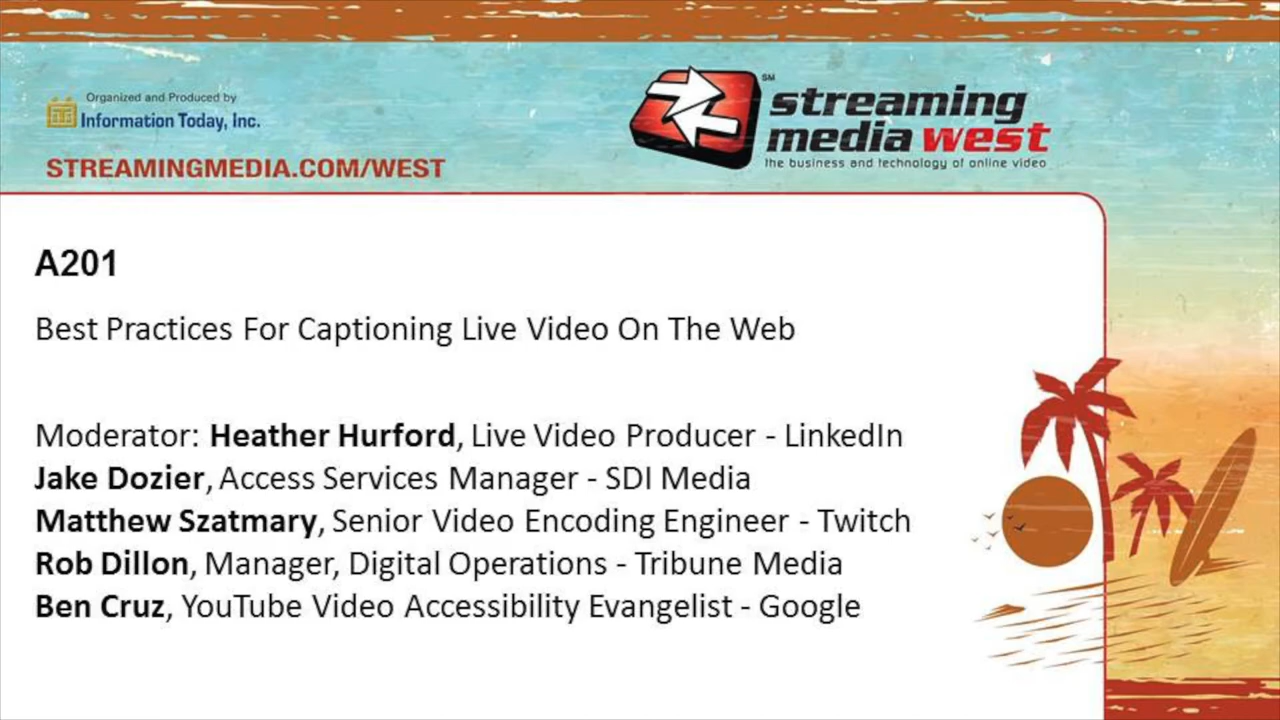 Organized and Produced by
Information Today, Inc.
STREAMINGMEDIA.COM/WEST
SM
streaming
media west
the business and technology of online video
A201
Best Practices For Captioning Live Video On The Web
Moderator: Heather Hurford, Live Video Producer - LinkedIn
Jake Dozier, Access Services Manager - SDI Media
Matthew Szatmary, Senior Video Encoding Engineer - Twitch
Rob Dillon, Manager, Digital Operations - Tribune Media
Ben Cruz, YouTube Video Accessibility Evangelist - Google